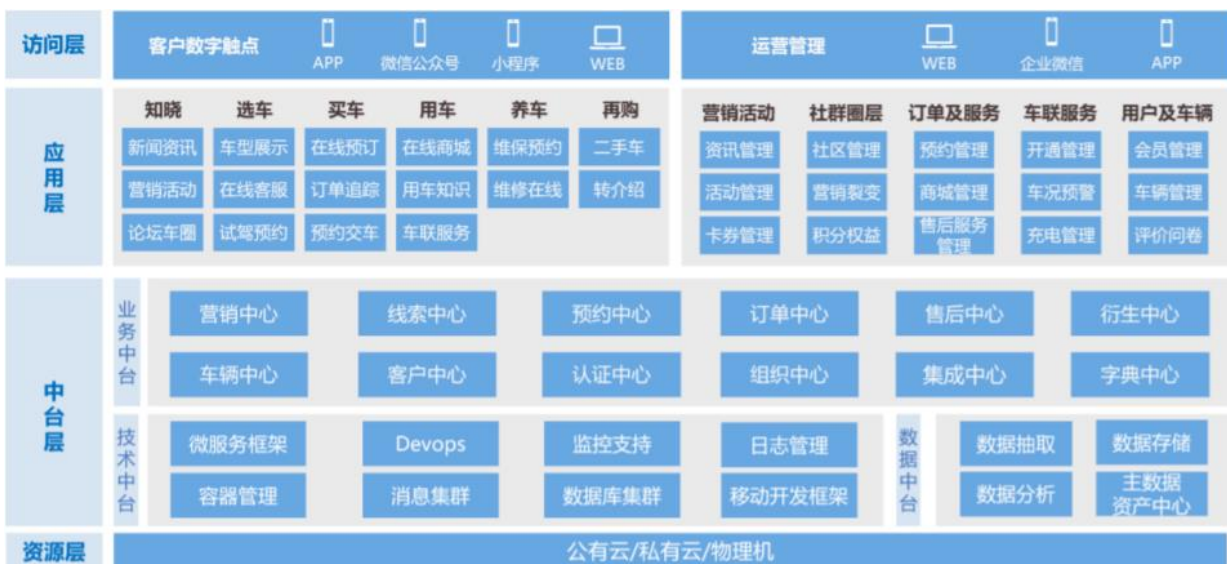 访问层
客户数字触点
APP
微信公众号
小程序
WEB
运营管理
WEB
企业微信
APP
应用层
知晓 选车 买车 用车 养车 再购
新闻资讯 车型展示 在线预订 在线商城 维保预约 二手车
营销活动 在线客服 订单追踪 用车知识 维修在线 转介绍
论坛车圈 试驾预约 预约交车 车联服务
营销活动 社群圈层 订单及服务 车联服务 用户及车辆
资讯管理 社区管理 预约管理 开通管理 会员管理
活动管理 营销裂变 商城管理 车况预警 车辆管理
卡券管理 积分权益 售后服务管理 充电管理 评价问卷
中台层
业务中台
营销中心 线索中心 预约中心 订单中心 售后中心 衍生中心
车辆中心 客户中心 认证中心 组织中心 集成中心 字典中心
技术中台
微服务框架 Devops 监控支持 日志管理
容器管理 消息集群 数据库集群 移动开发框架
数据中台
数据抽取 数据存储
数据分析 主数据资产中心
资源层
公有云/私有云/物理机